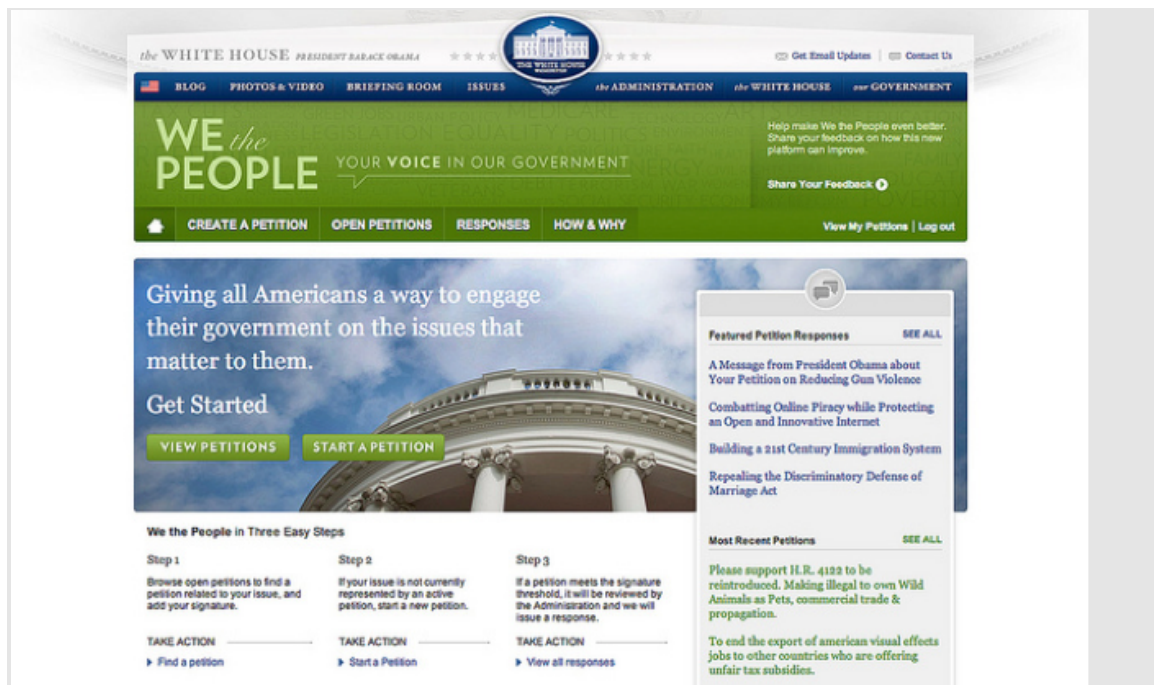 the WHITE HOUSE PRESIDENT BARACK OBAMA
THE WHITE HOUSE
WASHINGTON
Get Email Updates | Contact Us
BLOG PHOTOS & VIDEO BRIEFING ROOM ISSUES the ADMINISTRATION the WHITE HOUSE our GOVERNMENT
WE the
PEOPLE
YOUR VOICE IN OUR GOVERNMENT
LEGISLATION EQUALITY POLITICS
MEDICARE
VETERANS DEBT
POVERTY
Help make We the People even better.
Share your feedback on how this new
platform can improve.
Share Your Feedback
CREATE A PETITION OPEN PETITIONS RESPONSES HOW & WHY
View My Petitions | Log out
Giving all Americans a way to engage
their government on the issues that
matter to them.
Get Started
VIEW PETITIONS START A PETITION
Featured Petition Responses SEE ALL
A Message from President Obama about
Your Petition on Reducing Gun Violence
Combatting Online Piracy while Protecting
an Open and Innovative Internet
Building a 21st Century Immigration System
Repealing the Discriminatory Defense of
Marriage Act
Most Recent Petitions SEE ALL
Please support H.R. 4122 to be
reintroduced. Making illegal to own Wild
Animals as Pets, commercial trade &
propagation.
To end the export of american visual effects
jobs to other countries who are offering
unfair tax subsidies.
We the People in Three Easy Steps
Step 1
Browse open petitions to find a
petition related to your issue, and
add your signature.
TAKE ACTION
Find a petition
Step 2
If your issue is not currently
represented by an active
petition, start a new petition.
TAKE ACTION
Start a Petition
Step 3
If a petition meets the signature
threshold, it will be reviewed by
the Administration and we will
issue a response.
TAKE ACTION
View all responses